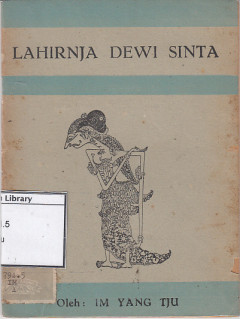 LAHIRNJA DEWI SINTA
Library
.5
u
Oleh: IM YANG TJU